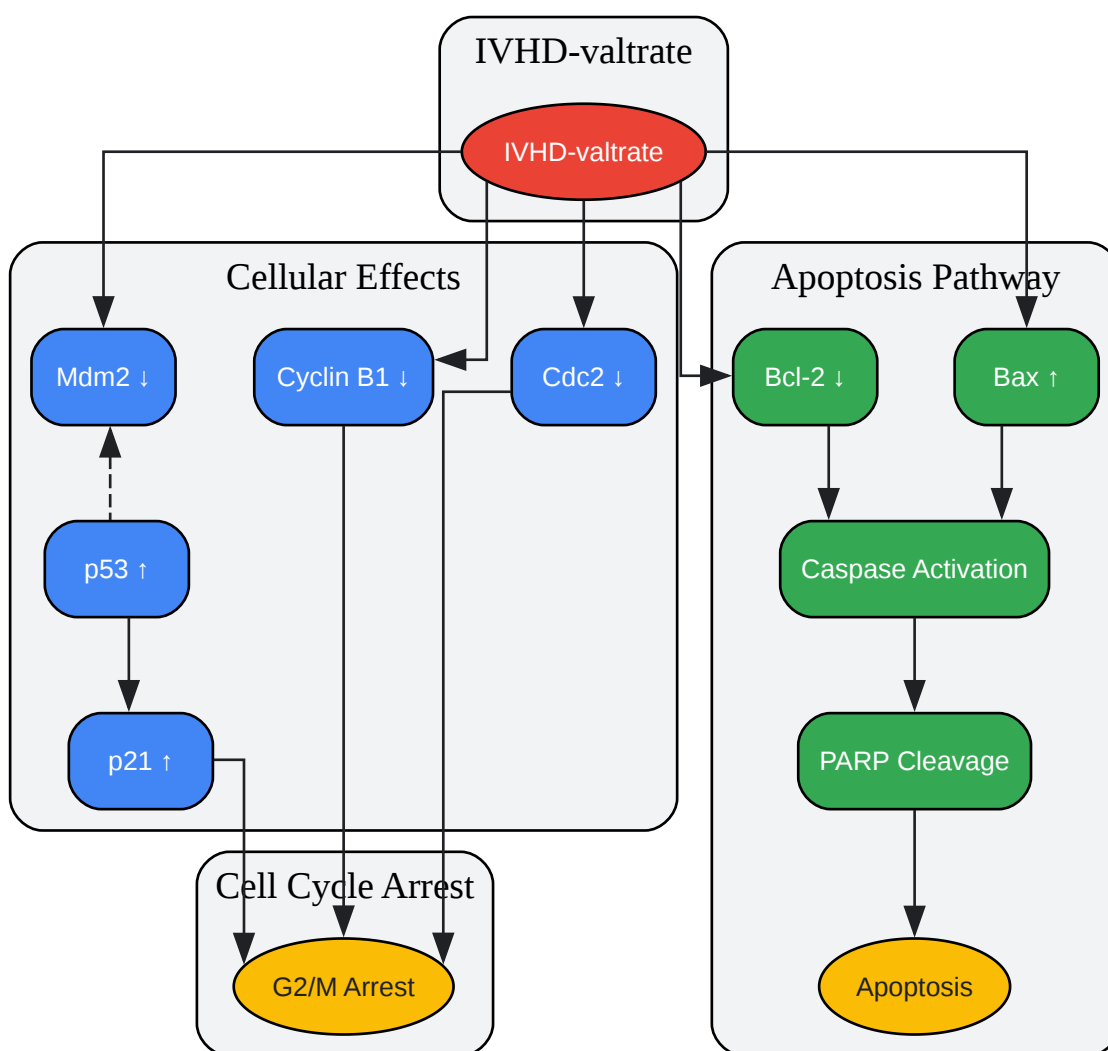 IVHD-valtrate
IVHD-valtrate
Cellular Effects
Apoptosis Pathway
Mdm2 ↓
Cyclin B1 ↓
Cdc2 ↓
Bcl-2 ↓
Bax ↑
p53 ↑
Caspase Activation
p21 ↑
PARP Cleavage
Cell Cycle Arrest
G2/M Arrest
Apoptosis